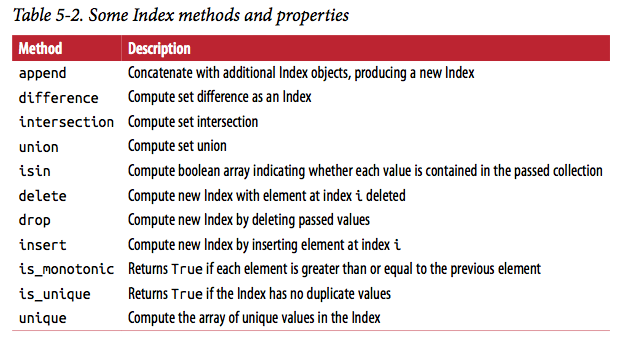 Table 5-2. Some Index methods and properties
Method Description
append Concatenate with additional Index objects, producing a new Index
difference Compute set difference as an Index
intersection Compute set intersection
union Compute set union
isin Compute boolean array indicating whether each value is contained in the passed collection
delete Compute new Index with element at index i deleted
drop Compute new Index by deleting passed values
insert Compute new Index by inserting element at index i
is_monotonic Returns True if each element is greater than or equal to the previous element
is_unique Returns True if the Index has no duplicate values
unique Compute the array of unique values in the Index